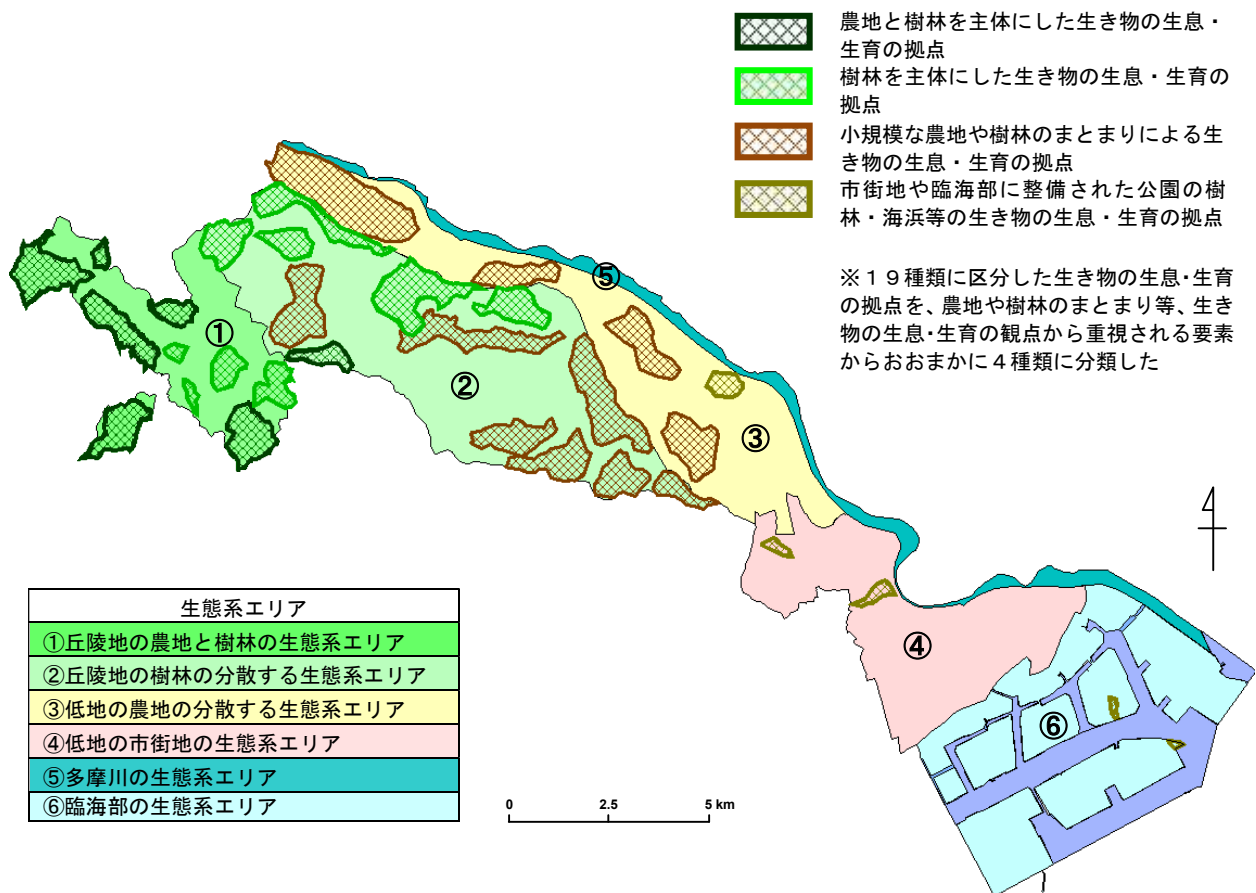 農地と樹林を主体にした生き物の生息・
生育の拠点
樹林を主体にした生き物の生息・生育の
拠点
小規模な農地や樹林のまとまりによる生
き物の生息・生育の拠点
市街地や臨海部に整備された公園の樹
林・海浜等の生き物の生息・生育の拠点
※１９種類に区分した生き物の生息・生育
の拠点を、農地や樹林のまとまり等、生き
物の生息・生育の観点から重視される要素
からおおまかに４種類に分類した
⑤
①
②
③
④
⑥
生態系エリア
①丘陵地の農地と樹林の生態系エリア
②丘陵地の樹林の分散する生態系エリア
③低地の農地の分散する生態系エリア
④低地の市街地の生態系エリア
⑤多摩川の生態系エリア
⑥臨海部の生態系エリア
0 2.5 5 km